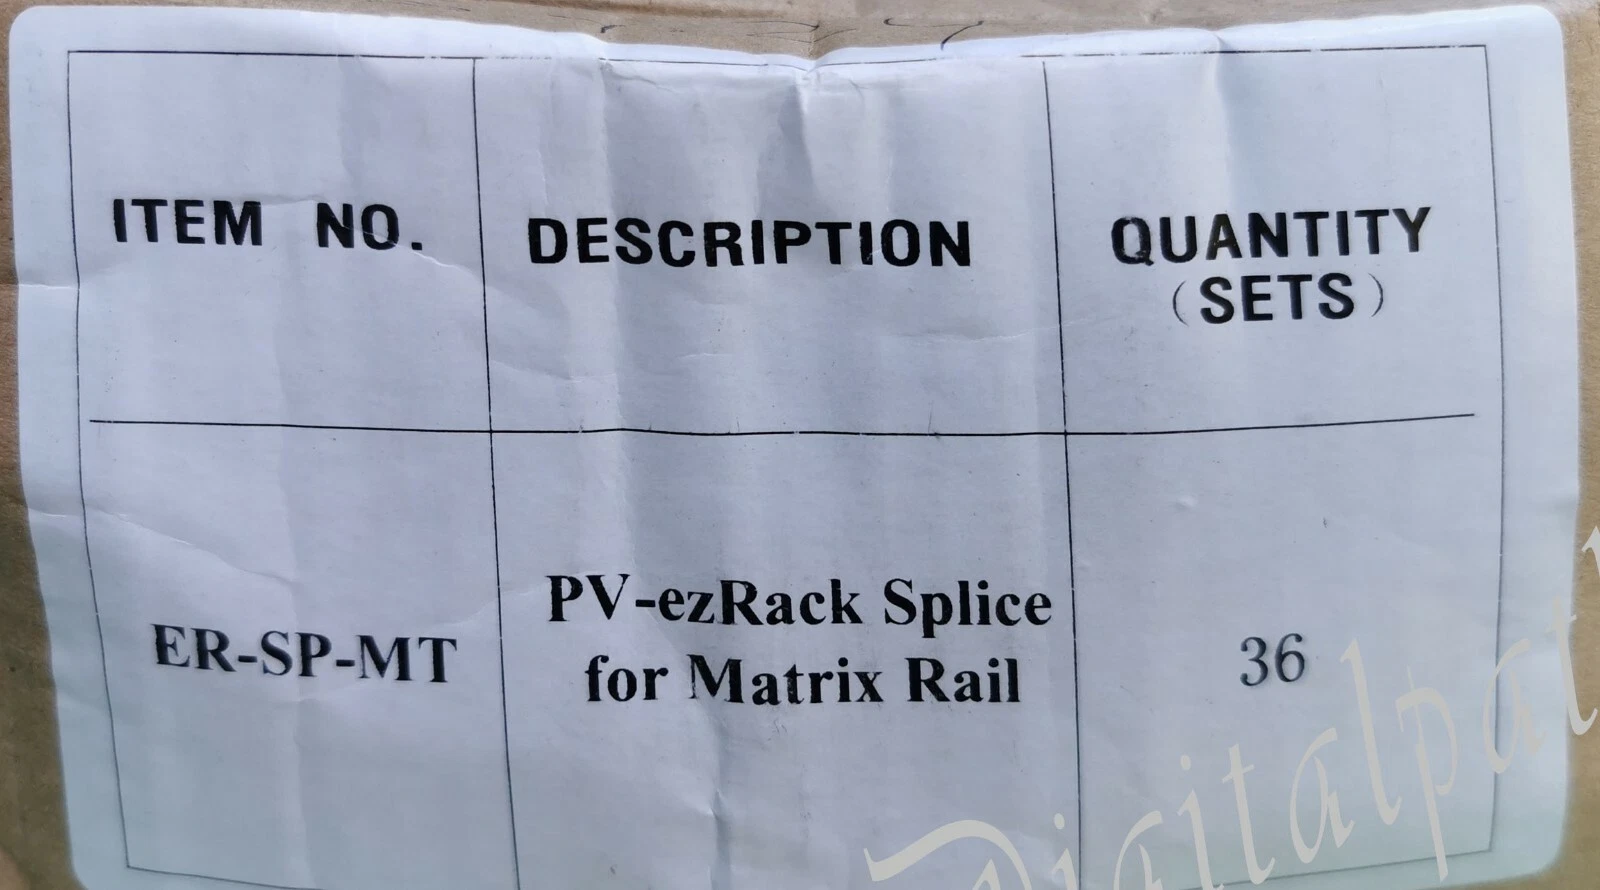 ITEM NO.
DESCRIPTION
QUANTITY
(SETS)
ER-SP-MT
PV-ezRack Splice
for Matrix Rail
36